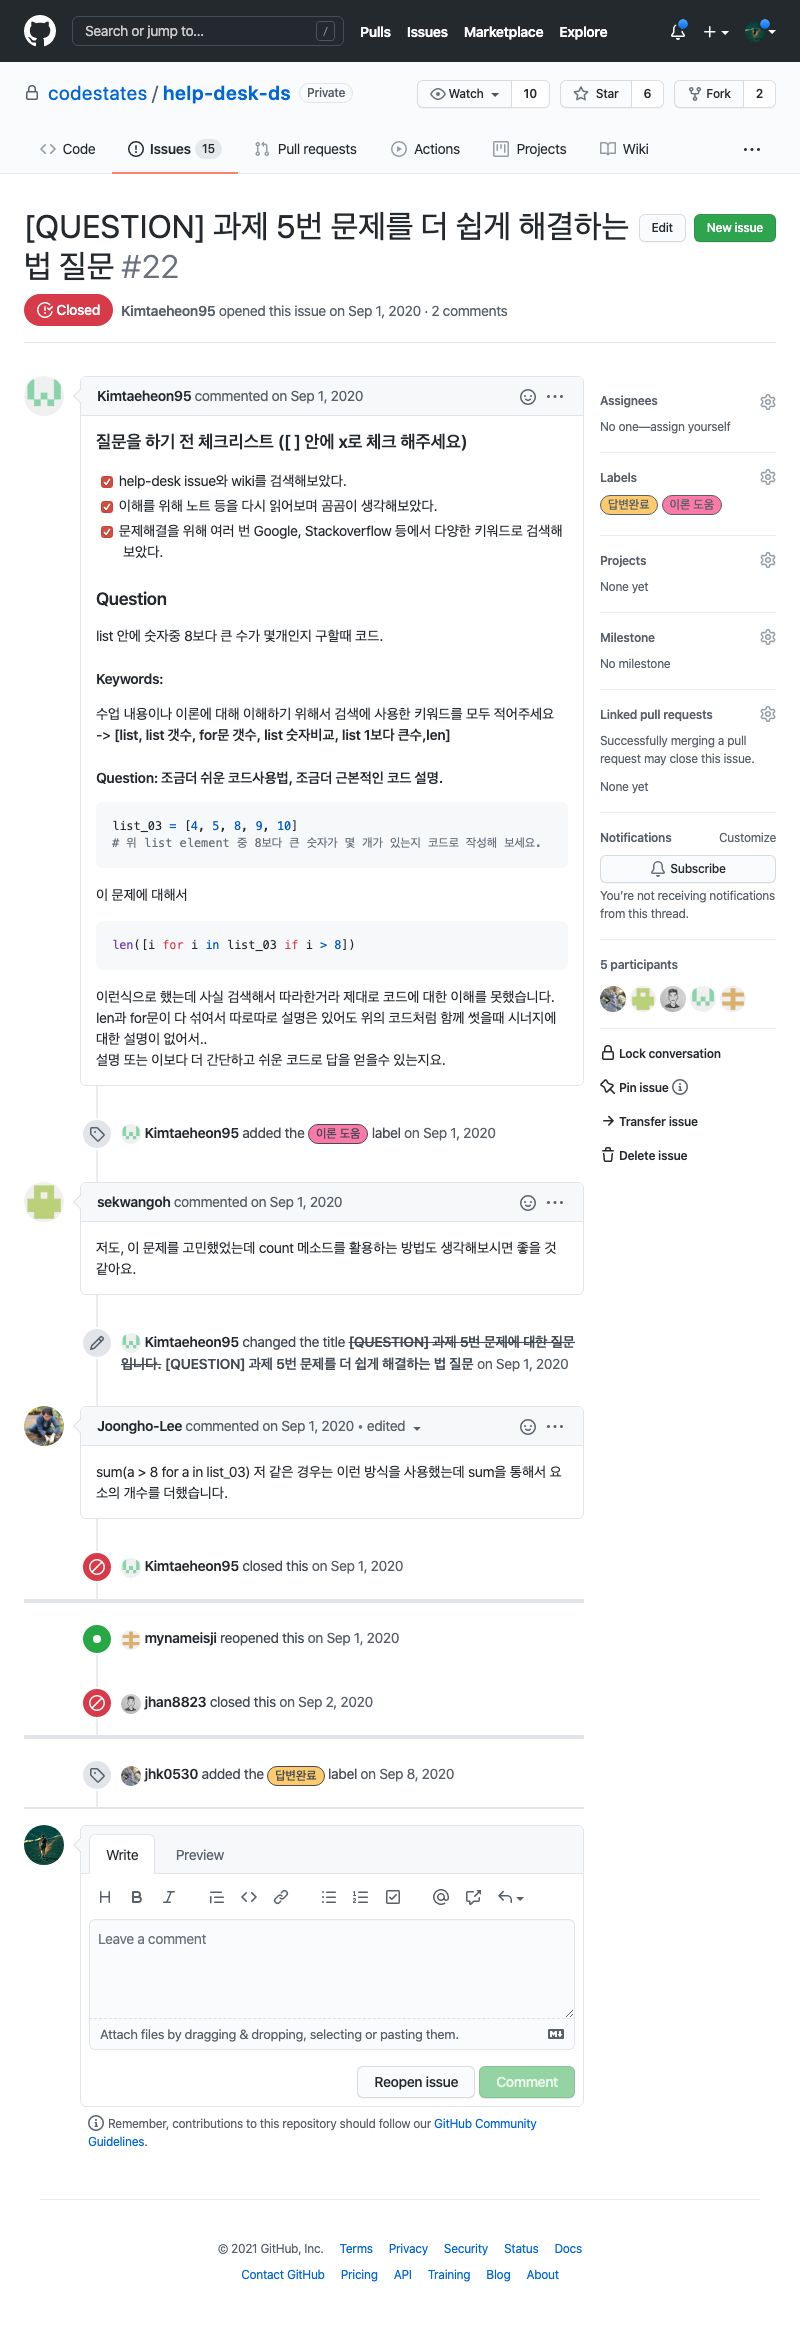 Search or jump to... /
Pulls Issues Marketplace Explore
codestates / help-desk-ds Private
Watch 10 Star 6 Fork 2
Code Issues 15 Pull requests Actions Projects Wiki ...
[QUESTION] 과제 5번 문제를 더 쉽게 해결하는
법 질문 #22
Edit New issue
Closed Kimtaeheon95 opened this issue on Sep 1, 2020 · 2 comments
Kimtaeheon95 commented on Sep 1, 2020
질문을 하기 전 체크리스트 ([ ] 안에 x로 체크 해주세요)
help-desk issue와 wiki를 검색해보았다.
이해를 위해 노트 등을 다시 읽어보며 곰곰이 생각해보았다.
문제해결을 위해 여러 번 Google, Stackoverflow 등에서 다양한 키워드로 검색해
보았다.
Question
list 안에 숫자중 8보다 큰 수가 몇개인지 구할때 코드.
Keywords:
수업 내용이나 이론에 대해 이해하기 위해서 검색에 사용한 키워드를 모두 적어주세요
-> [list, list 갯수, for문 갯수, list 숫자비교, list 1보다 큰수,len]
Question: 조금더 쉬운 코드사용법, 조금더 근본적인 코드 설명.
list_03 = [4, 5, 8, 9, 10]
# 위 list element 중 8보다 큰 숫자가 몇 개가 있는지 코드로 작성해 보세요.
이 문제에 대해서
len([i for i in list_03 if i > 8])
이런식으로 했는데 사실 검색해서 따라한거라 제대로 코드에 대한 이해를 못했습니다.
len과 for문이 다 섞여서 따로따로 설명은 있어도 위의 코드처럼 함께 썻을때 시너지에
대한 설명이 없어서..
설명 또는 이보다 더 간단하고 쉬운 코드로 답을 얻을수 있는지요.
Kimtaeheon95 added the 이론 도움 label on Sep 1, 2020
sekwangoh commented on Sep 1, 2020
저도, 이 문제를 고민했었는데 count 메소드를 활용하는 방법도 생각해보시면 좋을 것
같아요.
Kimtaeheon95 changed the title [QUESTION] 과제 5번 문제에 대한 질문
입니다. [QUESTION] 과제 5번 문제를 더 쉽게 해결하는 법 질문 on Sep 1, 2020
Joongho-Lee commented on Sep 1, 2020 • edited
sum(a > 8 for a in list_03) 저 같은 경우는 이런 방식을 사용했는데 sum을 통해서 요
소의 개수를 더했습니다.
Kimtaeheon95 closed this on Sep 1, 2020
mynameisji reopened this on Sep 1, 2020
jhan8823 closed this on Sep 2, 2020
jhk0530 added the 답변완료 label on Sep 8, 2020
Write Preview
Leave a comment
Attach files by dragging & dropping, selecting or pasting them.
Reopen issue Comment
Remember, contributions to this repository should follow our GitHub Community
Guidelines.
Assignees
No one—assign yourself
Labels
답변완료 이론 도움
Projects
None yet
Milestone
No milestone
Linked pull requests
Successfully merging a pull
request may close this issue.
None yet
Notifications Customize
Subscribe
You're not receiving notifications
from this thread.
5 participants
Lock conversation
Pin issue
Transfer issue
Delete issue
© 2021 GitHub, Inc. Terms Privacy Security Status Docs
Contact GitHub Pricing API Training Blog About